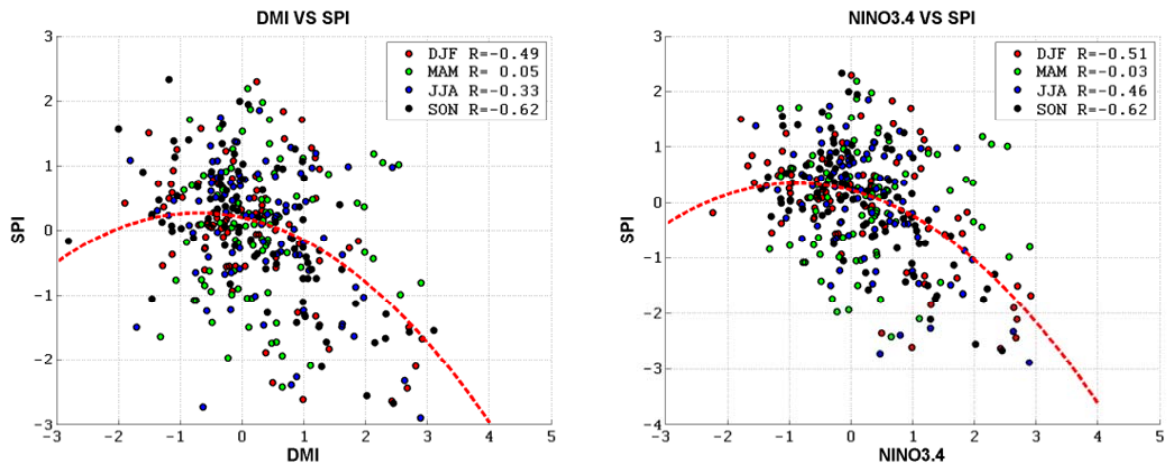 DMI VS SPI
DJF R=-0.49
MAM R= 0.05
JJA R=-0.33
SON R=-0.62
3
2
1
0
-1
-2
-3
SPI
-3 -2 -1 0 1 2 3 4 5
DMI
NINO3.4 VS SPI
DJF R=-0.51
MAM R=-0.03
JJA R=-0.46
SON R=-0.62
3
2
1
0
-1
-2
-3
-4
SPI
-3 -2 -1 0 1 2 3 4 5
NINO3.4